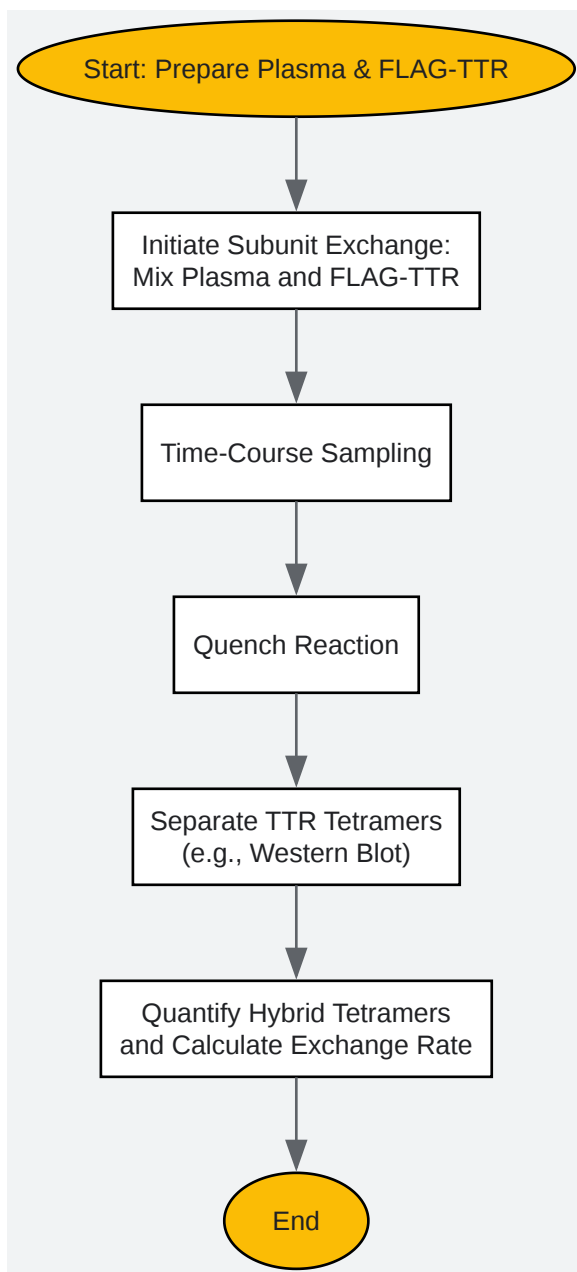 Start: Prepare Plasma & FLAG-TTR
Initiate Subunit Exchange:
Mix Plasma and FLAG-TTR
Time-Course Sampling
Quench Reaction
Separate TTR Tetramers
(e.g., Western Blot)
Quantify Hybrid Tetramers
and Calculate Exchange Rate
End